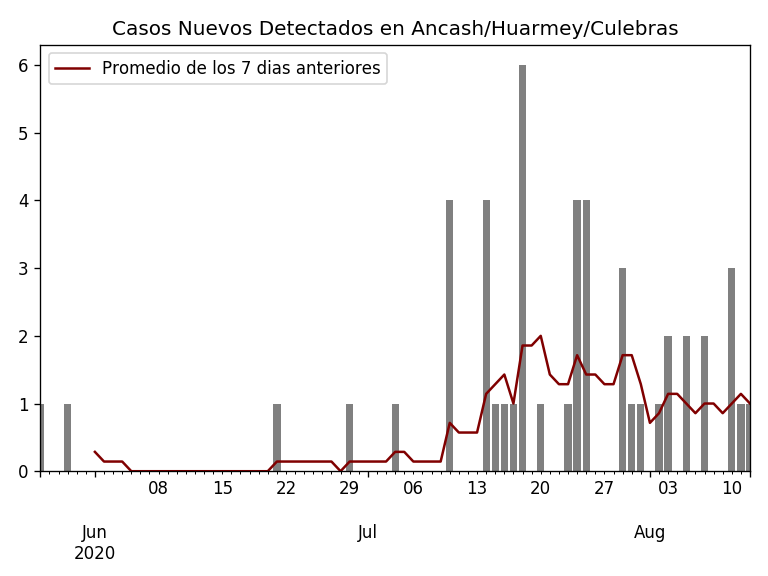 Casos Nuevos Detectados en Ancash/Huarmey/Culebras
Promedio de los 7 dias anteriores
6
5
4
3
2
1
0
08 15 22 29 06 13 20 27 03 10
Jun Jul Aug
2020